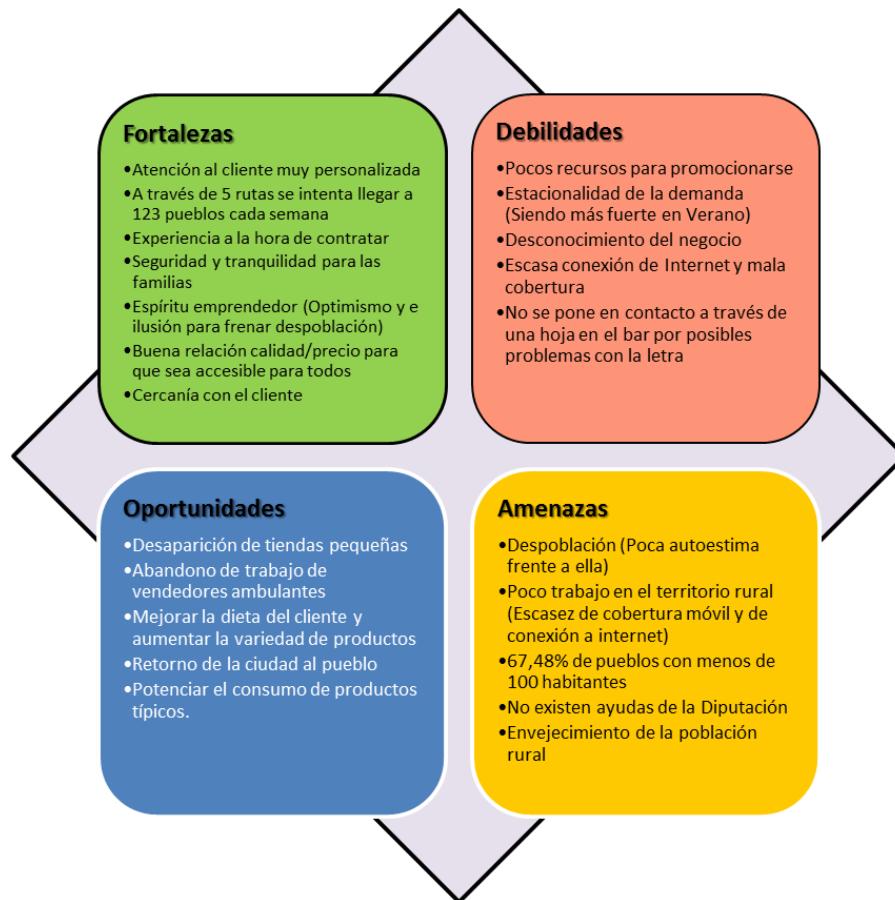 Fortalezas
•Atención al cliente muy personalizada
•A través de 5 rutas se intenta llegar a
123 pueblos cada semana
•Experiencia a la hora de contratar
•Seguridad y tranquilidad para las
familias
•Espíritu emprendedor (Optimismo y e
ilusión para frenar despoblación)
•Buena relación calidad/precio para
que sea accesible para todos
•Cercanía con el cliente
Debilidades
•Pocos recursos para promocionarse
•Estacionalidad de la demanda
(Siendo más fuerte en Verano)
•Desconocimiento del negocio
•Escasa conexión de Internet y mala
cobertura
•No se pone en contacto a través de
una hoja en el bar por posibles
problemas con la letra
Oportunidades
•Desaparición de tiendas pequeñas
•Abandono de trabajo de
vendedores ambulantes
•Mejorar la dieta del cliente y
aumentar la variedad de productos
•Retorno de la ciudad al pueblo
•Potenciar el consumo de productos
típicos.
Amenazas
•Despoblación (Poca autoestima
frente a ella)
•Poco trabajo en el territorio rural
(Escasez de cobertura móvil y de
conexión a internet)
•67,48% de pueblos con menos de
100 habitantes
•No existen ayudas de la Diputación
•Envejecimiento de la población
rural